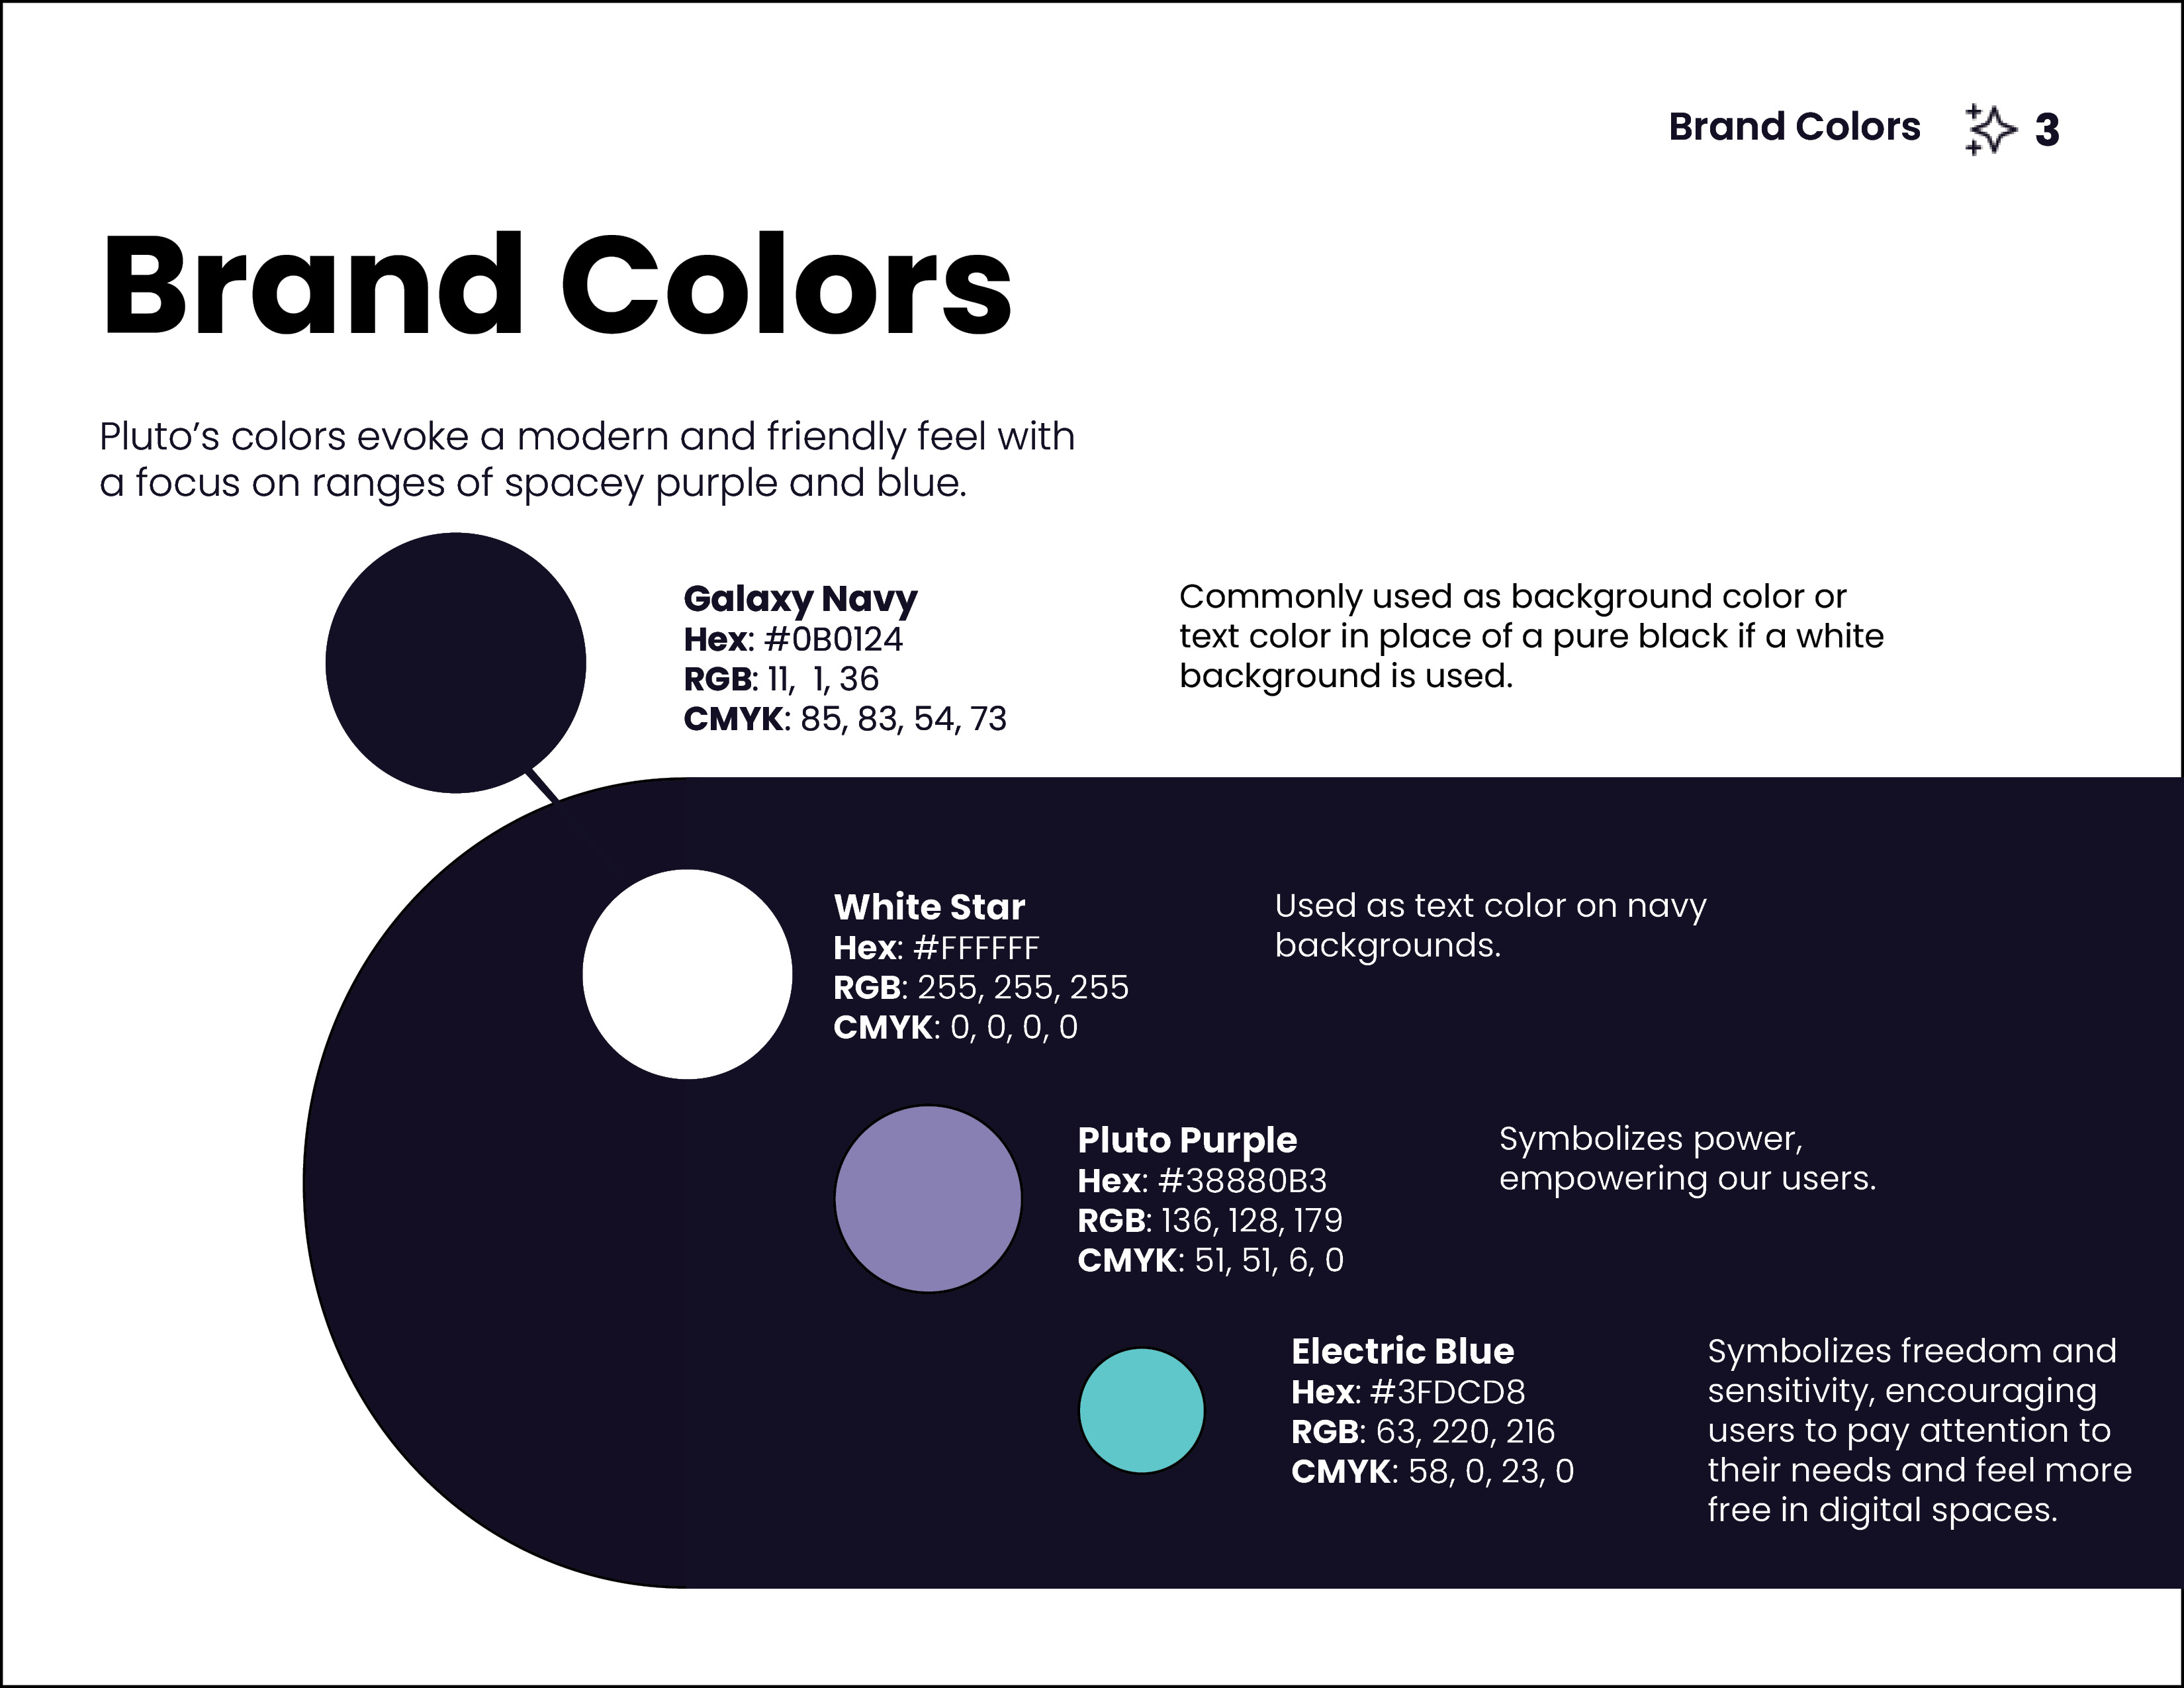 Brand Colors 3
Brand Colors
Pluto’s colors evoke a modern and friendly feel with
a focus on ranges of spacey purple and blue.
Galaxy Navy
Hex: #0B0124
RGB: 11,  1, 36
CMYK: 85, 83, 54, 73
Commonly used as background color or
text color in place of a pure black if a white
background is used.
White Star
Hex: #FFFFFF
RGB: 255, 255, 255
CMYK: 0, 0, 0, 0
Used as text color on navy
backgrounds.
Pluto Purple
Hex: #38880B3
RGB: 136, 128, 179
CMYK: 51, 51, 6, 0
Symbolizes power,
empowering our users.
Electric Blue
Hex: #3FDCD8
RGB: 63, 220, 216
CMYK: 58, 0, 23, 0
Symbolizes freedom and
sensitivity, encouraging
users to pay attention to
their needs and feel more
free in digital spaces.